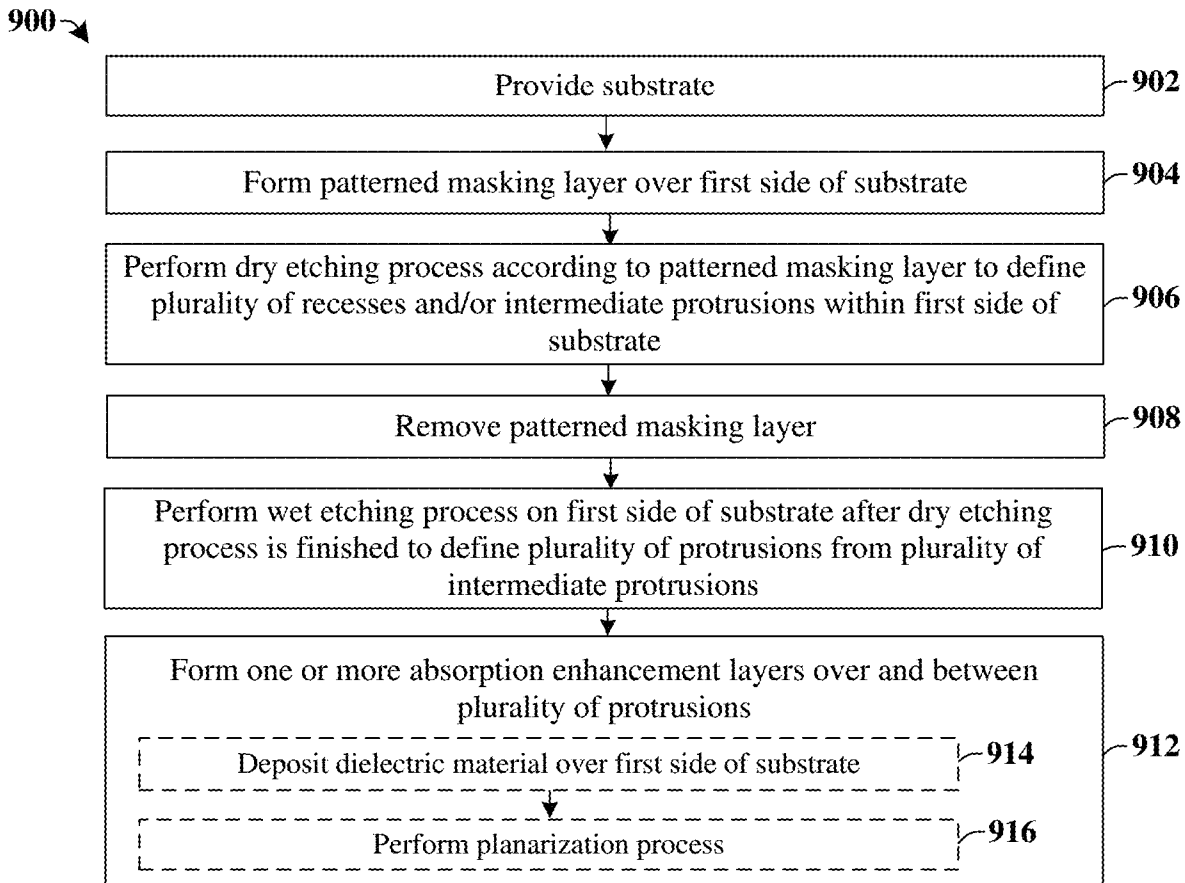 900
Provide substrate
902
Form patterned masking layer over first side of substrate
904
Perform dry etching process according to patterned masking layer to define
plurality of recesses and/or intermediate protrusions within first side of
substrate
906
Remove patterned masking layer
908
Perform wet etching process on first side of substrate after dry etching
process is finished to define plurality of protrusions from plurality of
intermediate protrusions
910
Form one or more absorption enhancement layers over and between
plurality of protrusions
912
Deposit dielectric material over first side of substrate
914
Perform planarization process
916